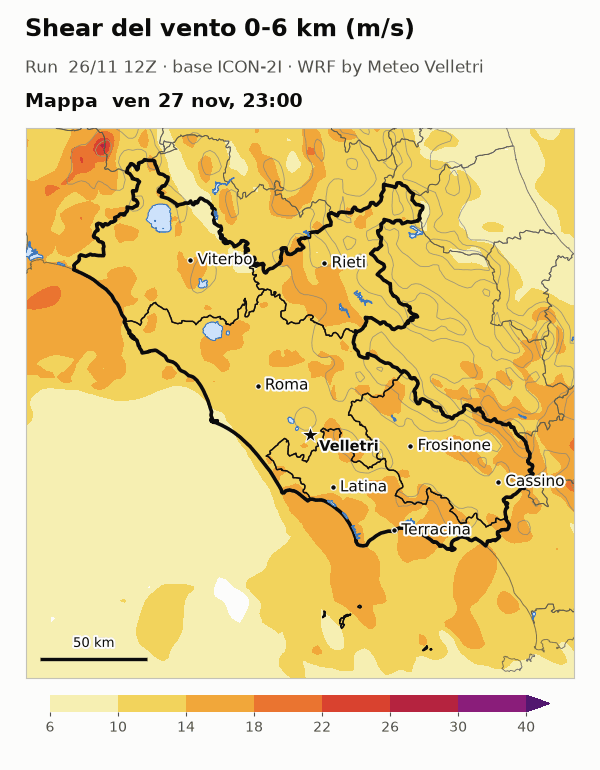 Shear del vento 0-6 km (m/s)
Run  26/11 12Z · base ICON-2I · WRF by Meteo Velletri
Mappa  ven 27 nov, 23:00
Viterbo
Rieti
Roma
Velletri
Frosinone
Cassino
Latina
Terracina
50 km
6 10 14 18 22 26 30 40